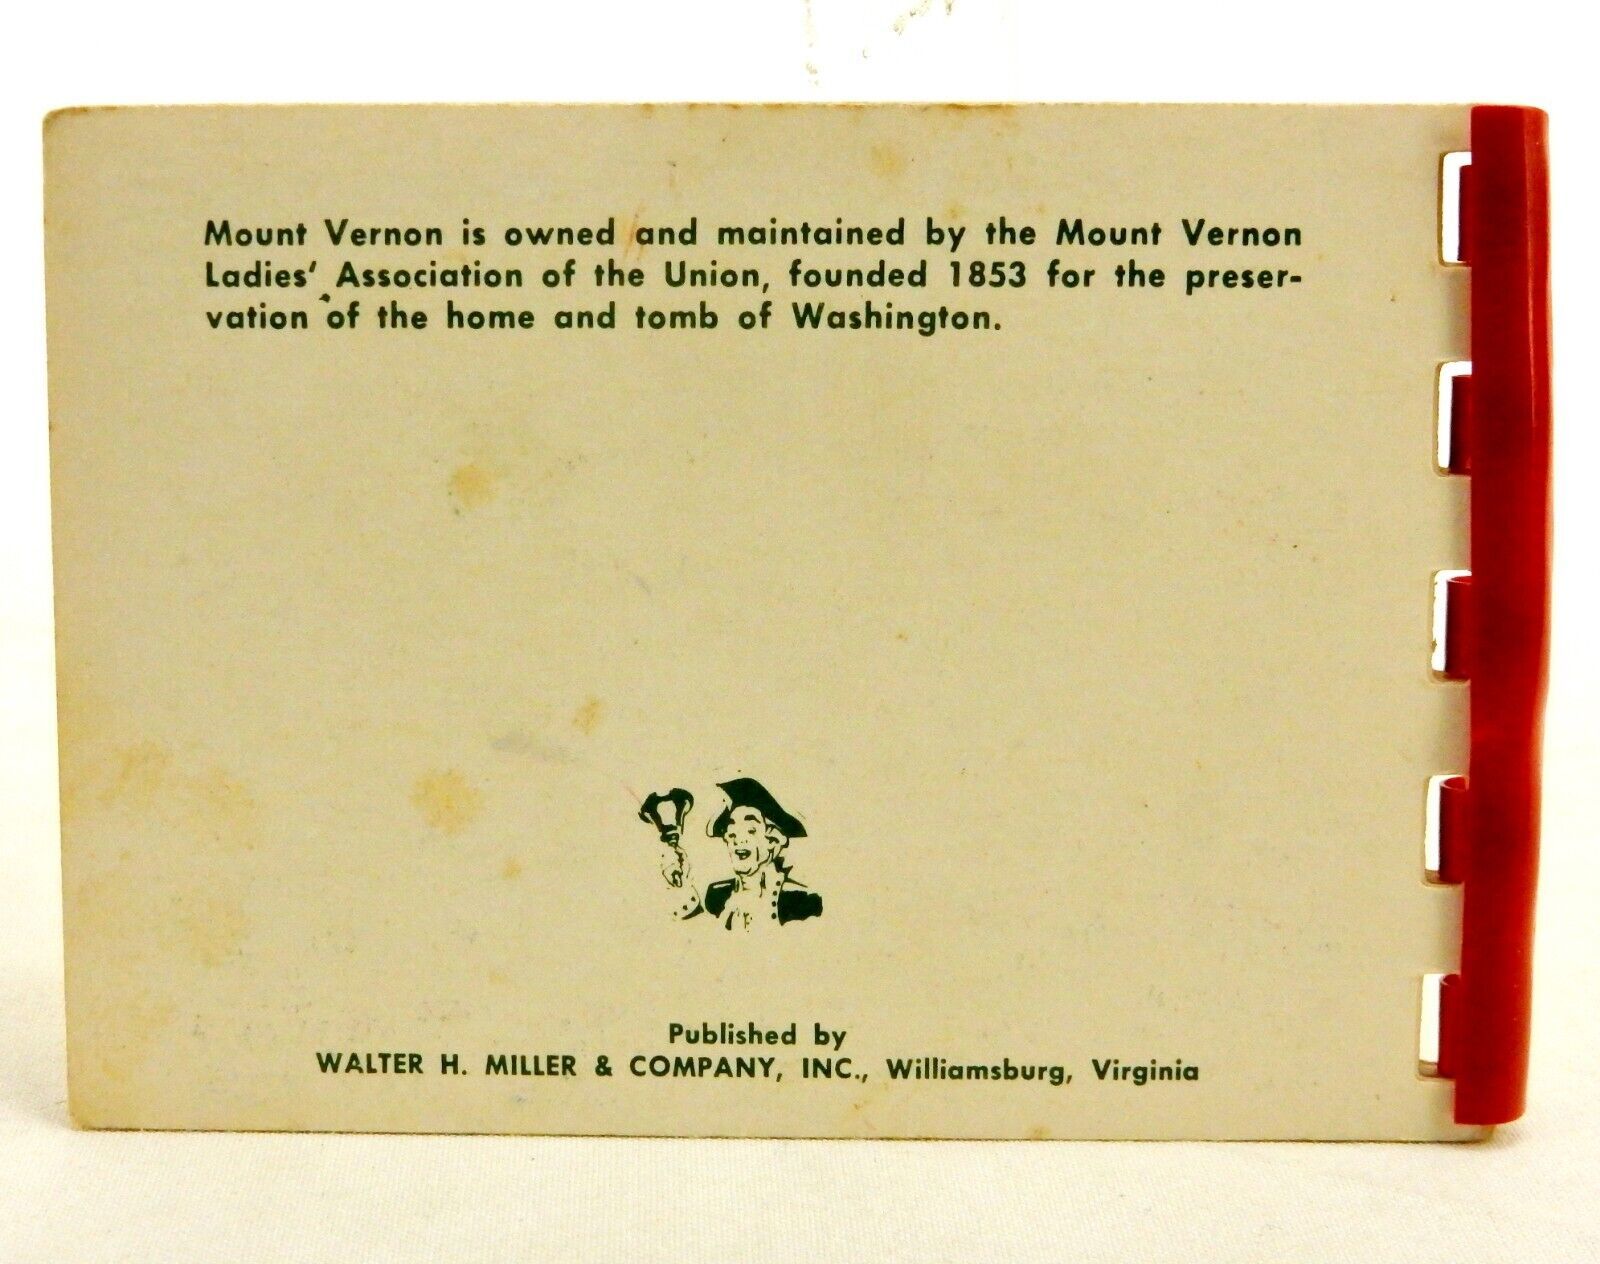 Mount Vernon is owned and maintained by the Mount Vernon
Ladies' Association of the Union, founded 1853 for the preser-
vation of the home and tomb of Washington.
Published by
WALTER H. MILLER & COMPANY, INC., Williamsburg, Virginia